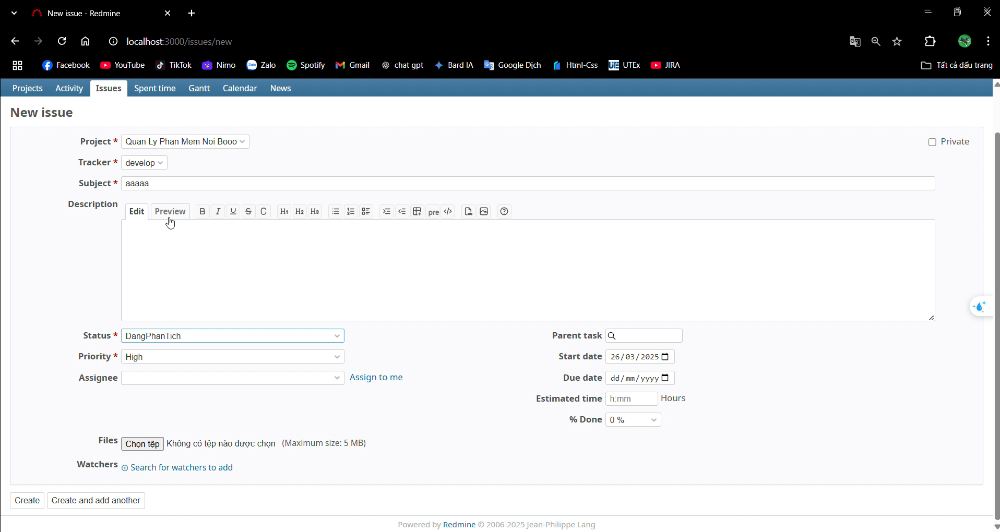 New issue - Redmine
localhost:3000/issues/new
Facebook YouTube TikTok Nimo Zalo Spotify Gmail chat gpt Bard IA Google Dịch Html-Css UTEx JIRA Tất cả dấu trang
Projects Activity Issues Spent time Gantt Calendar News
New issue
Project * Quan Ly Phan Mem Noi Booo Private
Tracker * develop
Subject * aaaaa
Description
Edit Preview B I U S C H1 H2 H3 pre
Status * DangPhanTich Parent task
Priority * High Start date 26/03/2025
Assignee Assign to me Due date dd/mm/yyyy
Estimated time h:mm Hours
% Done 0 %
Files Chọn tệp Không có tệp nào được chọn (Maximum size: 5 MB)
Watchers Search for watchers to add
Create Create and add another
Powered by Redmine © 2006-2025 Jean-Philippe Lang